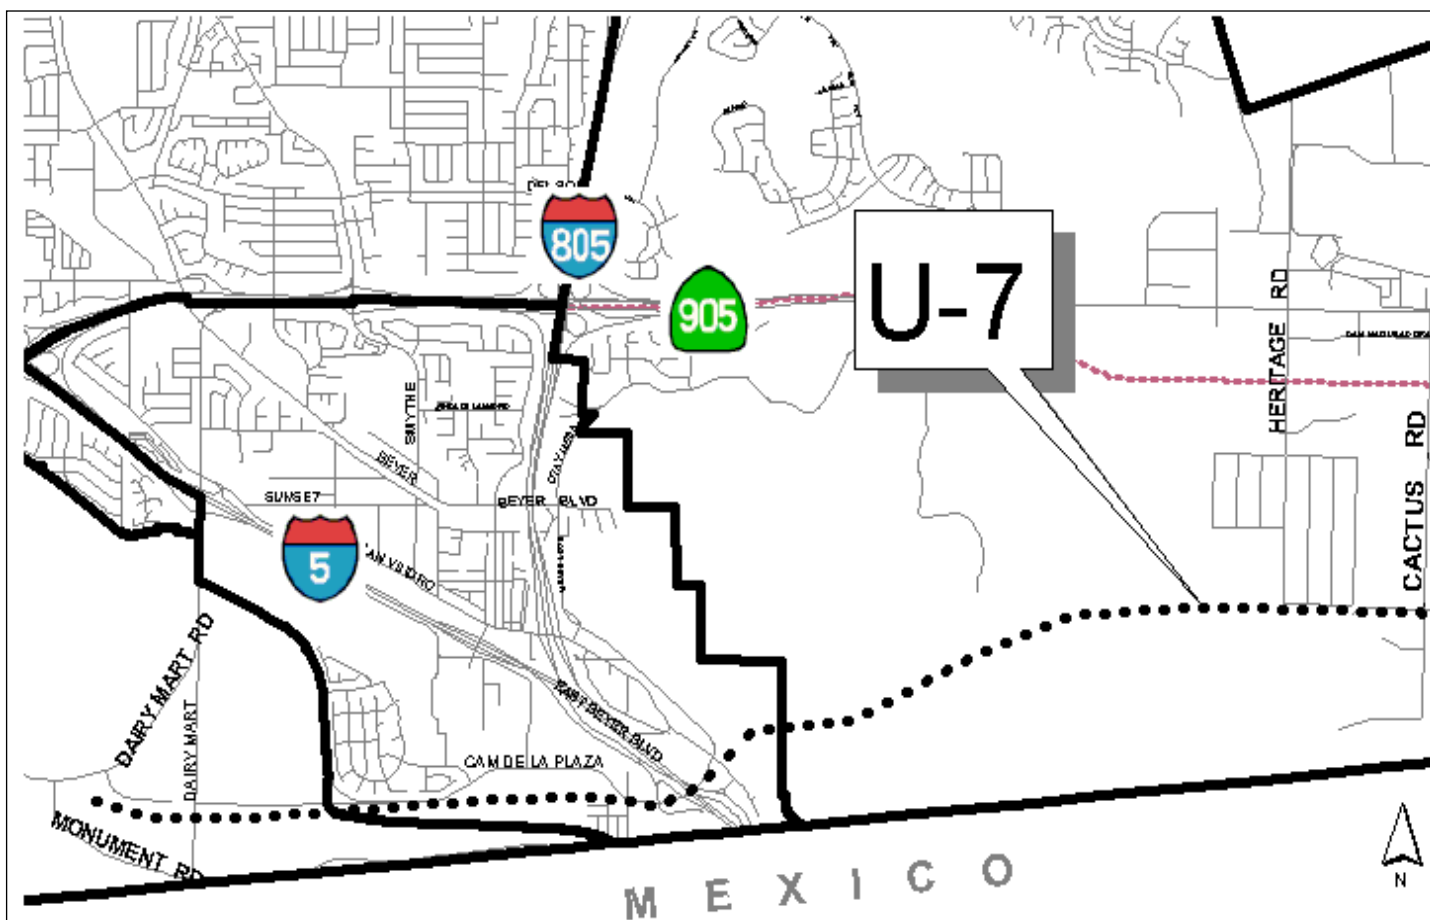 805
905
U-7
HERITAGE RD
SMYTHE
BEYER
CACTUS RD
SUNSET
BEYER BLVD
5
DAIRY MART RD
DAIRY MART
EAST BEYER BLVD
CAM DE LA PLAZA
MONUMENT RD
MEXICO
N